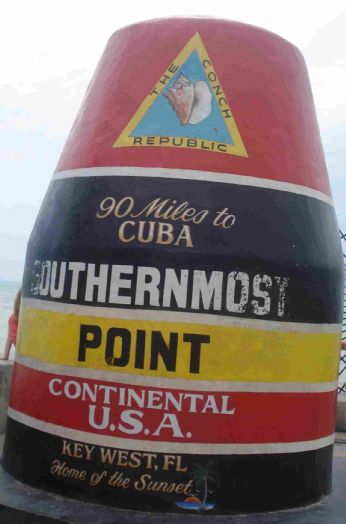 THE CONCH
REPUBLIC
90 Miles to
CUBA
SOUTHERNMOST
POINT
CONTINENTAL
U.S.A.
KEY WEST, FL
Home of the Sunset